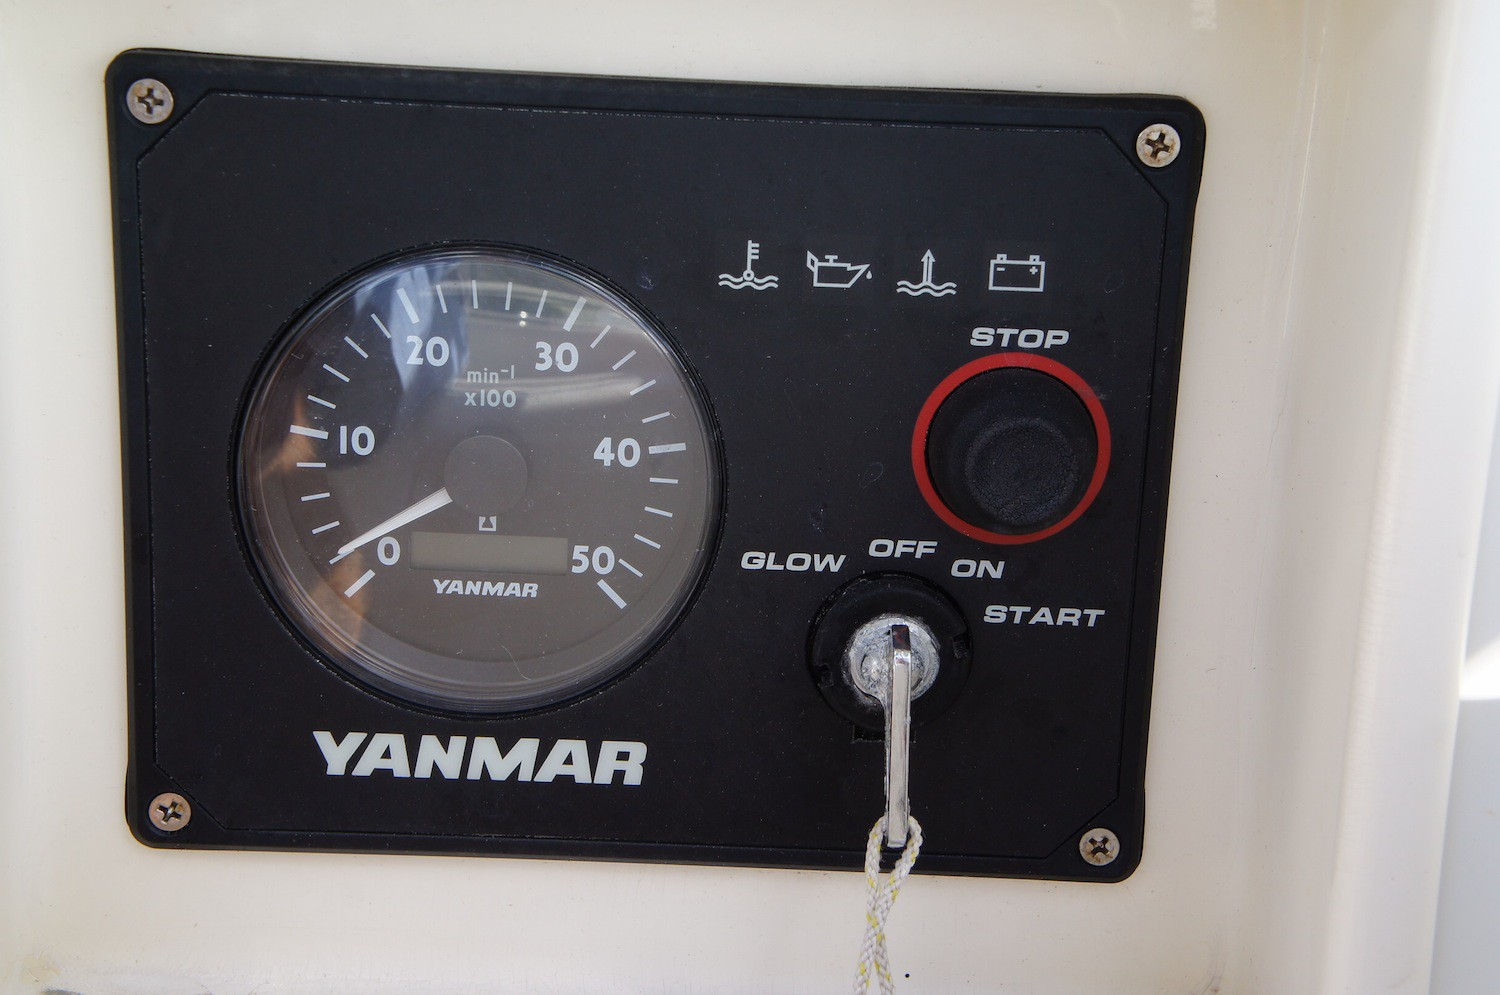 20
30
min⁻¹
x100
10
40
0
50
YANMAR
YANMAR
STOP
GLOW
OFF
ON
START